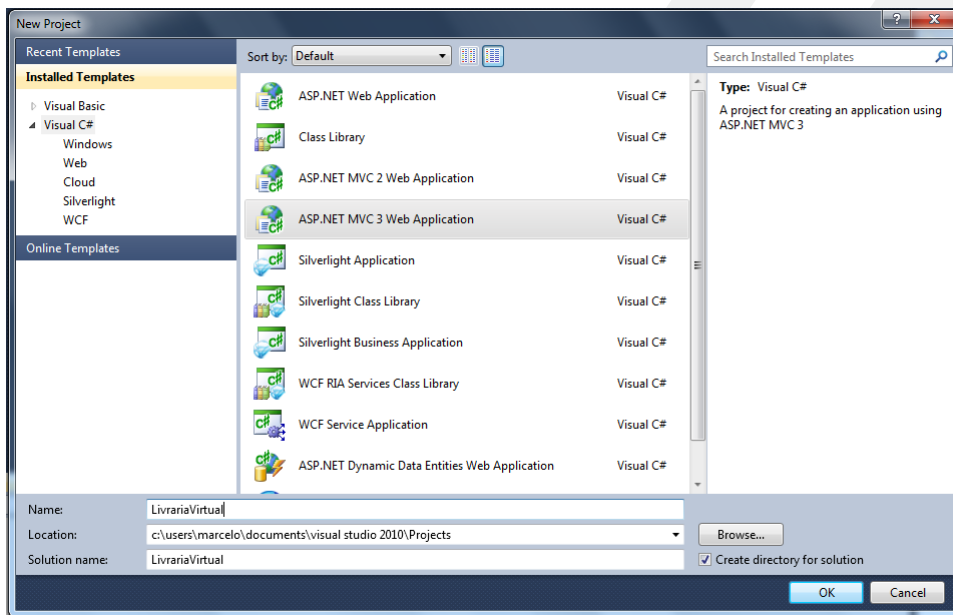 New Project
Recent Templates
Installed Templates
Visual Basic
Visual C#
Windows
Web
Cloud
Silverlight
WCF
Online Templates
Sort by: Default
ASP.NET Web Application Visual C#
Class Library Visual C#
ASP.NET MVC 2 Web Application Visual C#
ASP.NET MVC 3 Web Application Visual C#
Silverlight Application Visual C#
Silverlight Class Library Visual C#
Silverlight Business Application Visual C#
WCF RIA Services Class Library Visual C#
WCF Service Application Visual C#
ASP.NET Dynamic Data Entities Web Application Visual C#
Search Installed Templates
Type: Visual C#
A project for creating an application using
ASP.NET MVC 3
Name: LivrariaVirtual
Location: c:\users\marcelo\documents\visual studio 2010\Projects
Browse...
Solution name: LivrariaVirtual
Create directory for solution
OK Cancel